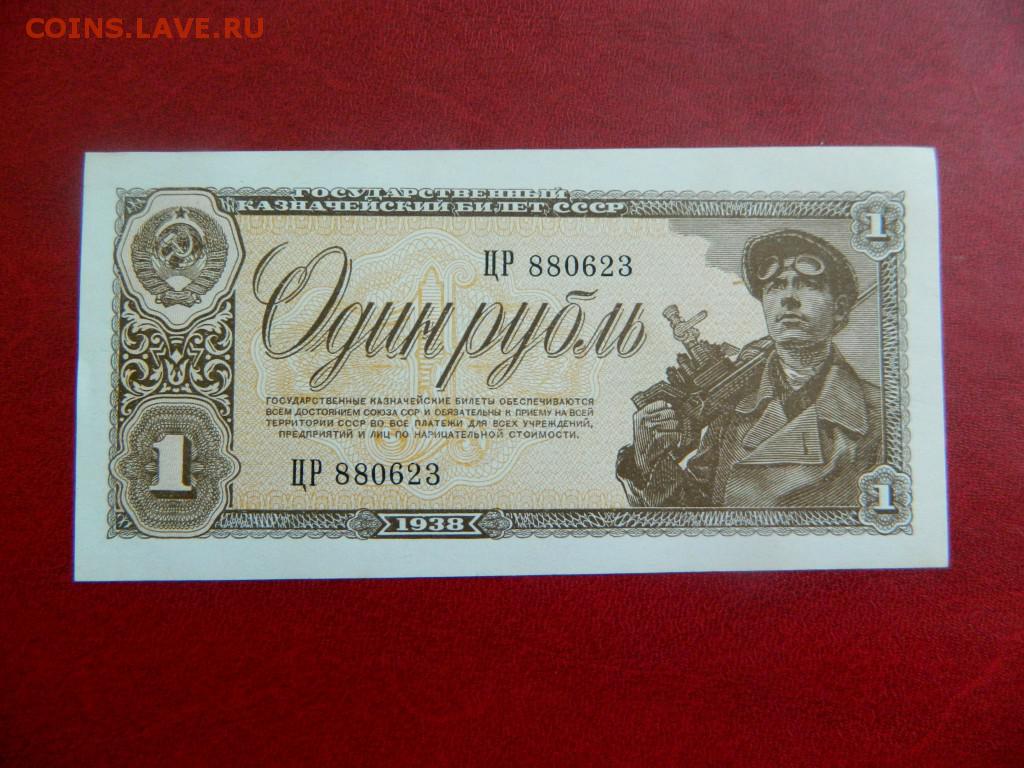 COINS.LAVE.RU
ГОСУДАРСТВЕННЫЙ
КАЗНАЧЕЙСКИЙ БИЛЕТ СССР
1
ЦР 880623
Один рубль
ГОСУДАРСТВЕННЫЕ КАЗНАЧЕЙСКИЕ БИЛЕТЫ ОБЕСПЕЧИВАЮТСЯ
ВСЕМ ДОСТОЯНИЕМ СОЮЗА ССР И ОБЯЗАТЕЛЬНЫ К ПРИЕМУ НА ВСЕЙ
ТЕРРИТОРИИ СССР ВО ВСЕ ПЛАТЕЖИ ДЛЯ ВСЕХ УЧРЕЖДЕНИЙ,
ПРЕДПРИЯТИЙ И ЛИЦ ПО НАРИЦАТЕЛЬНОЙ СТОИМОСТИ.
1
ЦР 880623
1
1938